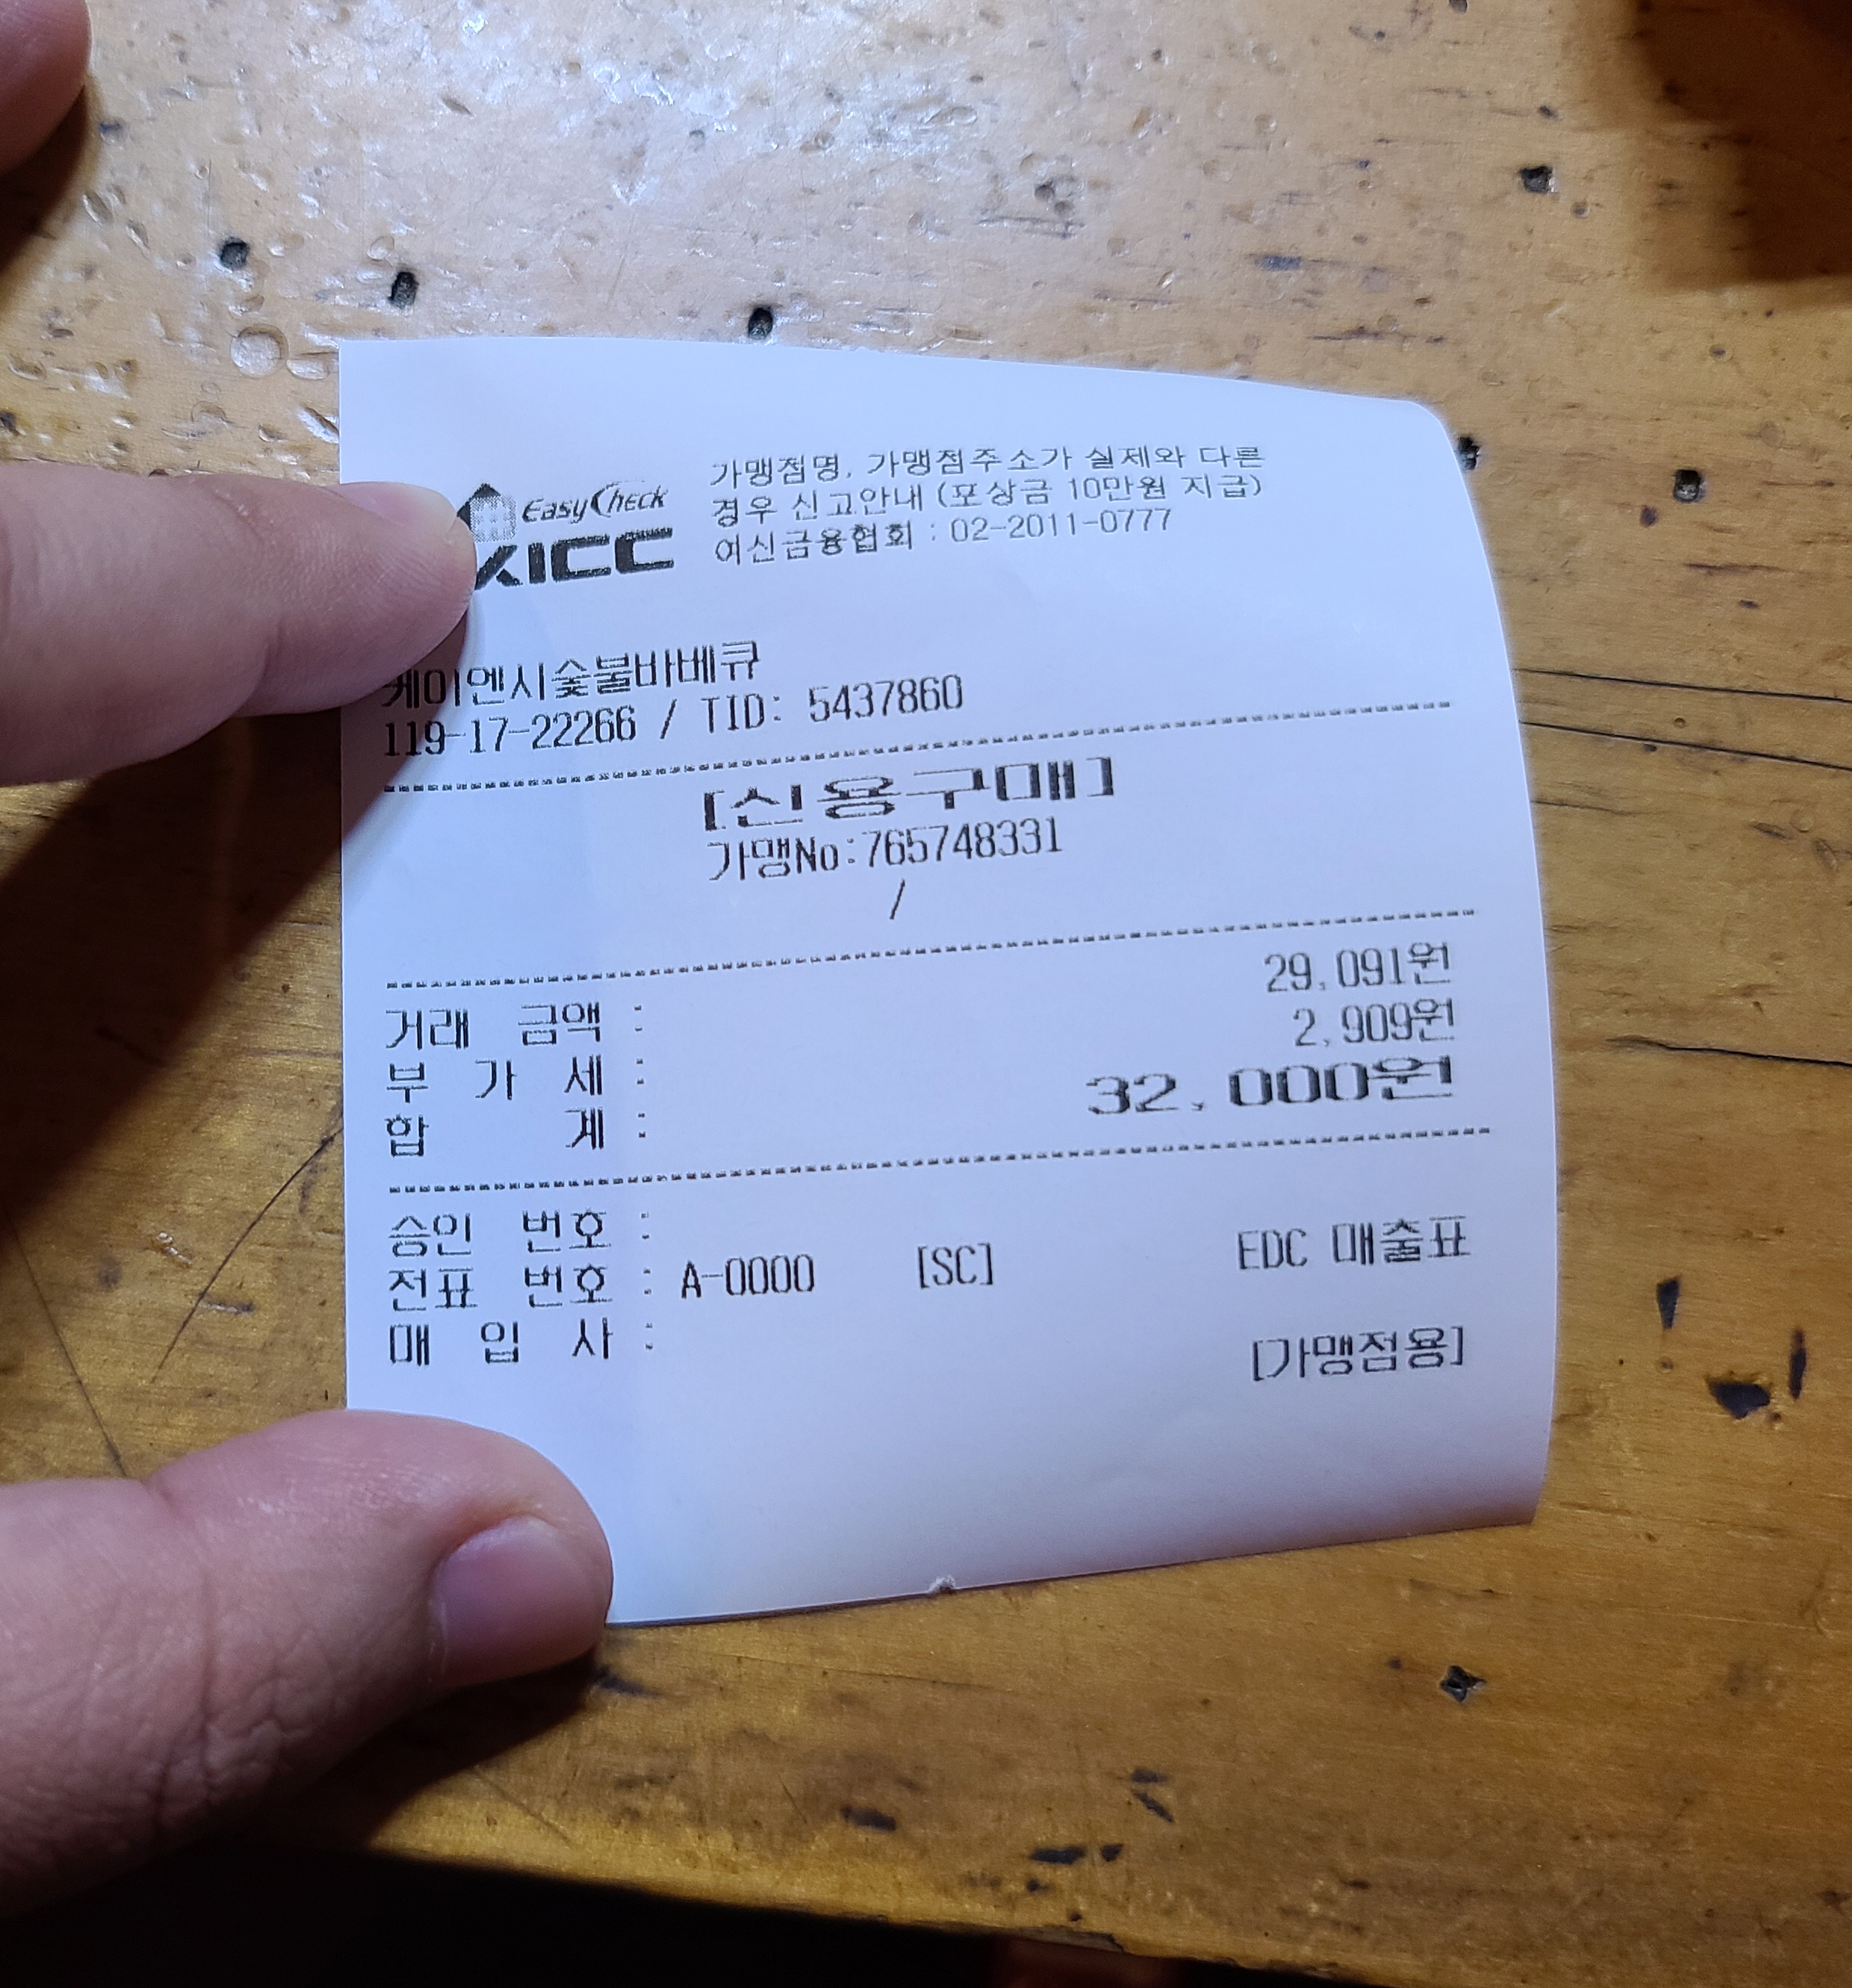 EasyCheck
KICC
가맹점명, 가맹점주소가 실제와 다른
경우 신고안내 (포상금 10만원 지급)
여신금융협회 : 02-2011-0777
케이엔시숯불바베큐
119-17-22266 / TID: 5437860
[신용구매]
가맹No:765748331
/
거래 금액 : 29,091원
부 가 세 : 2,909원
합 계 : 32,000원
승인 번호 :
전표 번호 : A-0000 [SC] EDC 매출표
매 입 사 :
[가맹점용]